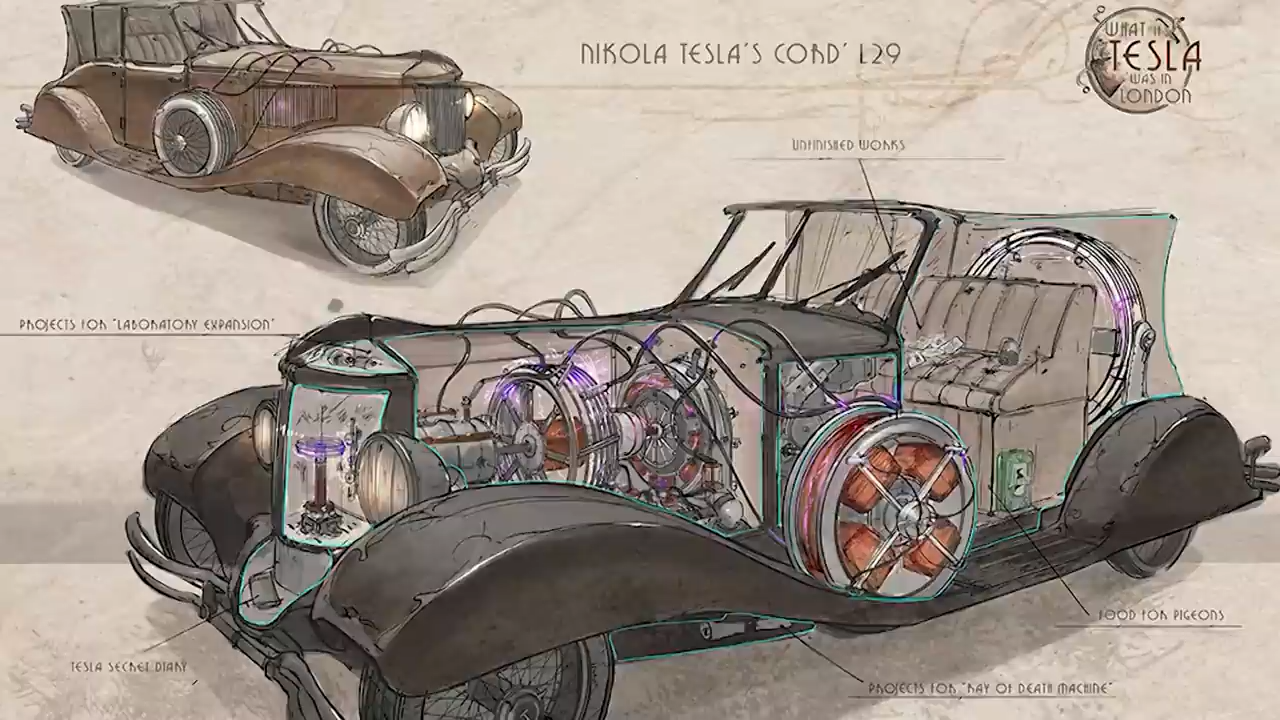 NIKOLA TESLA'S CORD' L29
WHAT if
TESLA
WAS IN
LONDON
UNFINISHED WORKS
PROJECTS FOR "LABORATORY EXPANSION"
FOOD FOR PIGEONS
TESLA SECRET DIARY
PROJECTS FOR "RAY OF DEATH MACHINE"